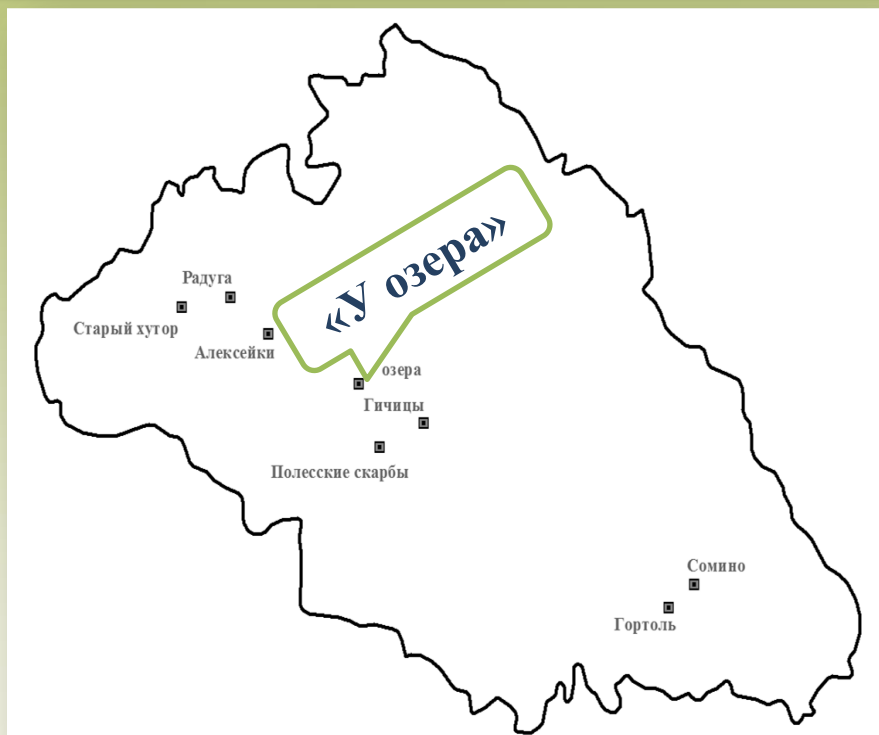 «У озера»
Радуга
Старый хутор
Алексейки
озера
Гичицы
Полесские скарбы
Сомино
Гортоль